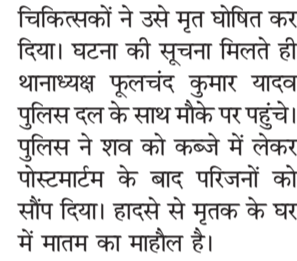 चिकित्सकों ने उसे मृत घोषित कर
दिया। घटना की सूचना मिलते ही
थानाध्यक्ष फूलचंद कुमार यादव
पुलिस दल के साथ मौके पर पहुंचे।
पुलिस ने शव को कब्जे में लेकर
पोस्टमार्टम के बाद परिजनों को
सौंप दिया। हादसे से मृतक के घर
में मातम का माहौल है।